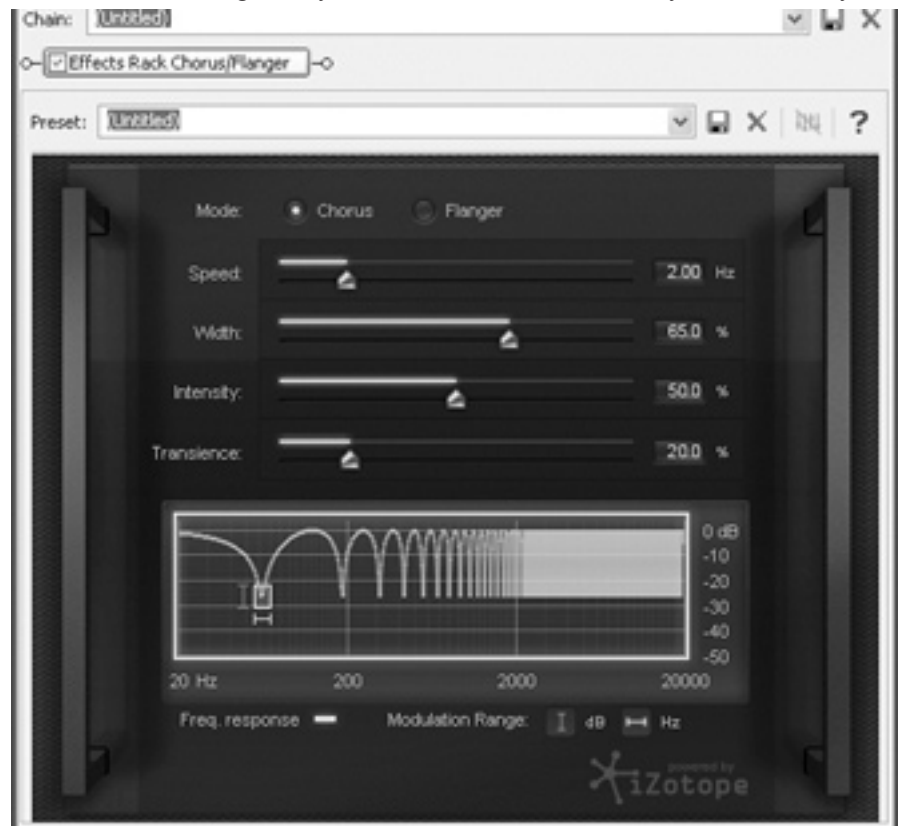 Chain: (Untitled)
Effects Rack Chorus/Flanger
Preset: (Untitled) ?
Mode: Chorus Flanger
Speed: 2.00 Hz
Width: 65.0 %
Intensity: 50.0 %
Transience: 20.0 %
0 dB
-10
-20
-30
-40
-50
20 Hz 200 2000 20000
Freq. response Modulation Range: dB Hz
powered by
iZotope